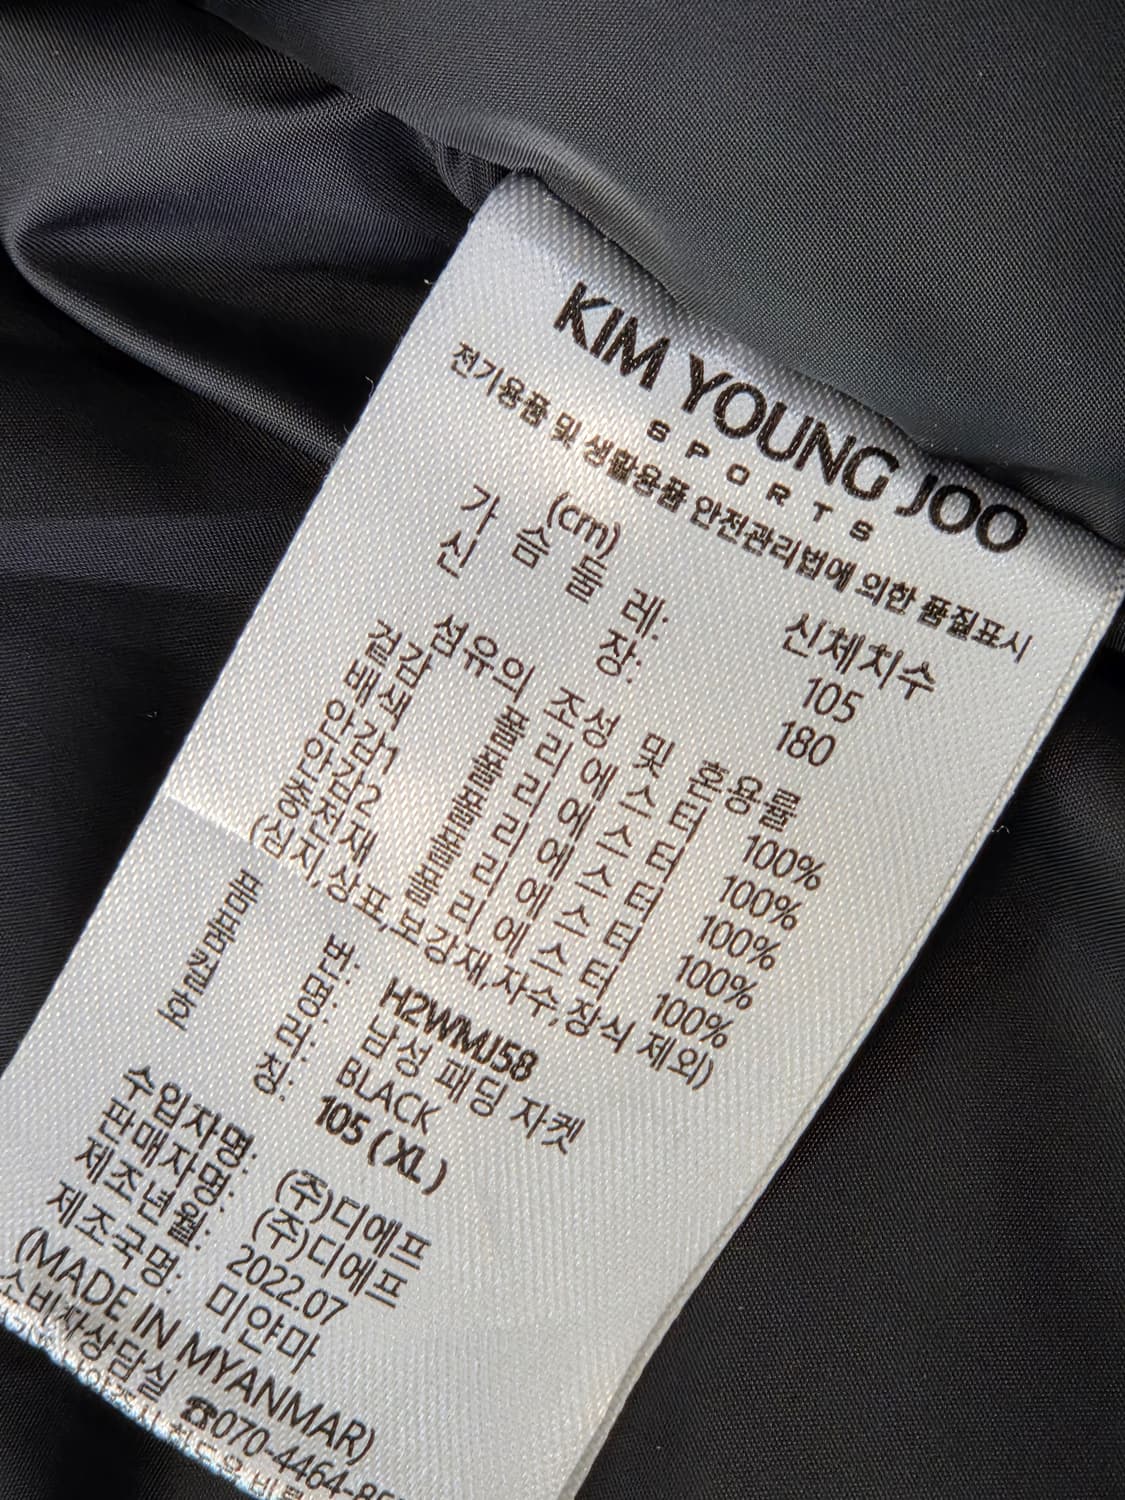 KIM YOUNG JOO
SPORTS
전기용품 및 생활용품 안전관리법에 의한 품질표시
(cm) 신체치수
가 슴 둘 레: 105
신 장: 180
섬유의 조성 및 혼용률
겉감 폴 리 에 스 터 100%
배색 폴 리 에 스 터 100%
안감1 폴 리 에 스 터 100%
안감2 폴 리 에 스 터 100%
충전재 폴 리 에 스 터 100%
(심지,상표,보강재,자수,장식 제외)
품 번: H2WMJ58
품 명: 남성 패딩 자켓
컬 러: BLACK
호 칭: 105 (XL)
수입자명: (주)디에프
판매자명: (주)디에프
제조년월: 2022.07
제조국명: 미얀마
(MADE IN MYANMAR)
소비자상담실 ☎070-4464-85